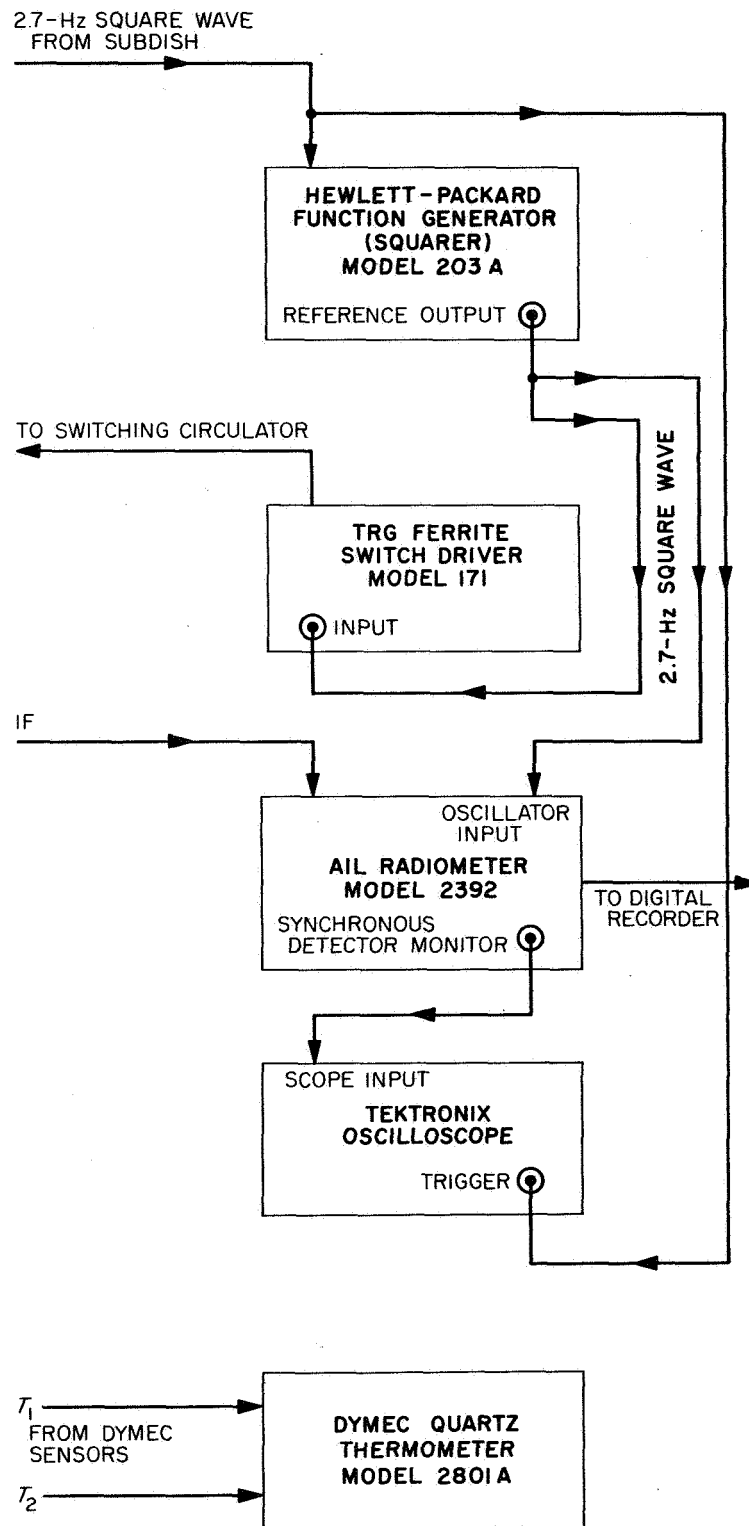 2.7-Hz SQUARE WAVE
FROM SUBDISH
HEWLETT-PACKARD
FUNCTION GENERATOR
(SQUARER)
MODEL 203 A
REFERENCE OUTPUT
TO SWITCHING CIRCULATOR
2.7-Hz SQUARE WAVE
TRG FERRITE
SWITCH DRIVER
MODEL 171
INPUT
IF
OSCILLATOR
INPUT
AIL RADIOMETER
MODEL 2392
TO DIGITAL
RECORDER
SYNCHRONOUS
DETECTOR MONITOR
SCOPE INPUT
TEKTRONIX
OSCILLOSCOPE
TRIGGER
T1
FROM DYMEC
SENSORS
T2
DYMEC QUARTZ
THERMOMETER
MODEL 2801A